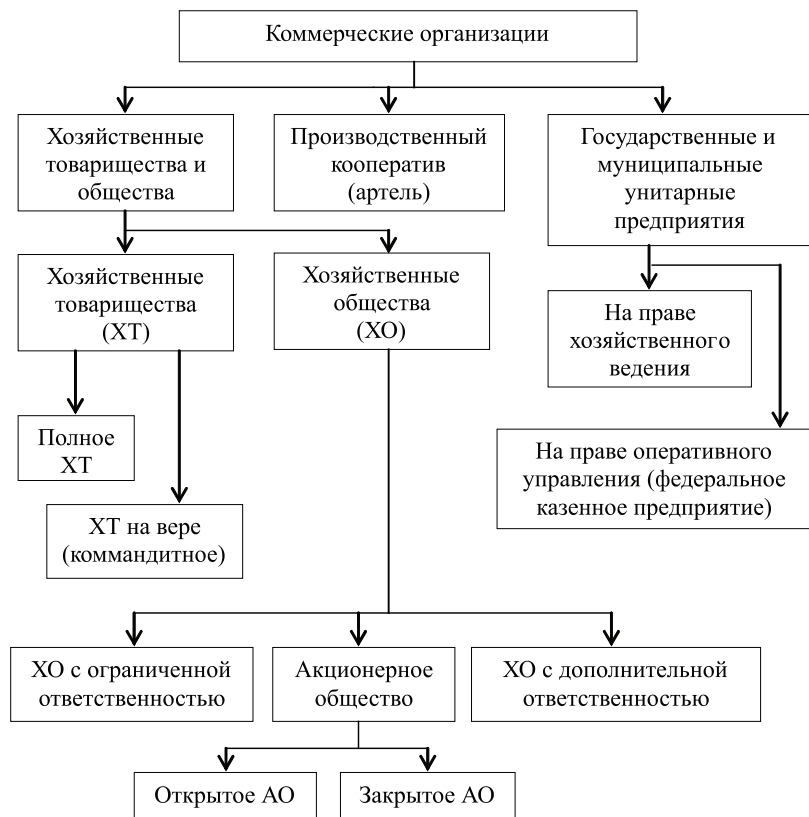 Коммерческие организации
Хозяйственные
товарищества и
общества
Производственный
кооператив
(артель)
Государственные и
муниципальные
унитарные
предприятия
Хозяйственные
товарищества
(ХТ)
Хозяйственные
общества
(ХО)
На праве
хозяйственного
ведения
Полное
ХТ
На праве оперативного
управления (федеральное
казенное предприятие)
ХТ на вере
(коммандитное)
ХО с ограниченной
ответственностью
Акционерное
общество
ХО с дополнительной
ответственностью
Открытое АО
Закрытое АО